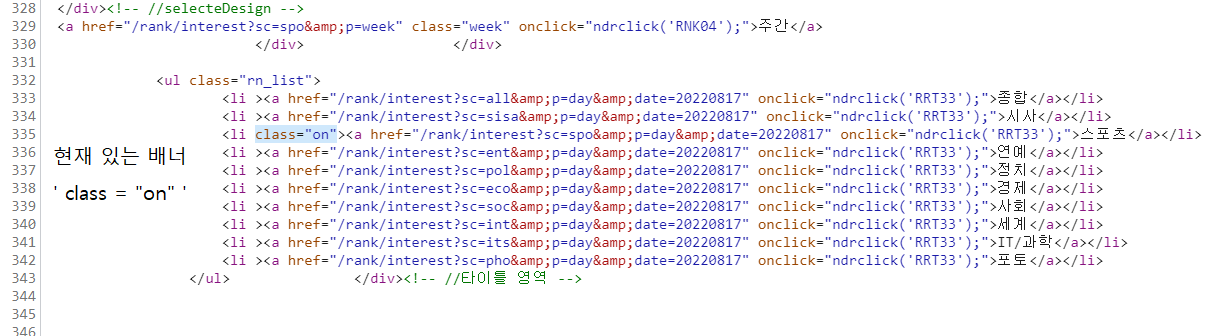 328 </div><!-- //selecteDesign -->
329 <a href="/rank/interest?sc=spo&amp;p=week" class="week" onclick="ndrclick('RNK04');">주간</a>
330 </div> </div>
331
332 <ul class="rn_list">
333 <li ><a href="/rank/interest?sc=all&amp;p=day&amp;date=20220817" onclick="ndrclick('RRT33');">종합</a></li>
334 <li ><a href="/rank/interest?sc=sisa&amp;p=day&amp;date=20220817" onclick="ndrclick('RRT33');">시사</a></li>
335 <li class="on"><a href="/rank/interest?sc=spo&amp;p=day&amp;date=20220817" onclick="ndrclick('RRT33');">스포츠</a></li>
336 <li ><a href="/rank/interest?sc=ent&amp;p=day&amp;date=20220817" onclick="ndrclick('RRT33');">연예</a></li>
현재 있는 배너
337 <li ><a href="/rank/interest?sc=pol&amp;p=day&amp;date=20220817" onclick="ndrclick('RRT33');">정치</a></li>
338 <li ><a href="/rank/interest?sc=eco&amp;p=day&amp;date=20220817" onclick="ndrclick('RRT33');">경제</a></li>
' class = "on" '
339 <li ><a href="/rank/interest?sc=soc&amp;p=day&amp;date=20220817" onclick="ndrclick('RRT33');">사회</a></li>
340 <li ><a href="/rank/interest?sc=int&amp;p=day&amp;date=20220817" onclick="ndrclick('RRT33');">세계</a></li>
341 <li ><a href="/rank/interest?sc=its&amp;p=day&amp;date=20220817" onclick="ndrclick('RRT33');">IT/과학</a></li>
342 <li ><a href="/rank/interest?sc=pho&amp;p=day&amp;date=20220817" onclick="ndrclick('RRT33');">포토</a></li>
343 </ul> </div><!-- //타이틀 영역 -->
344
345
346